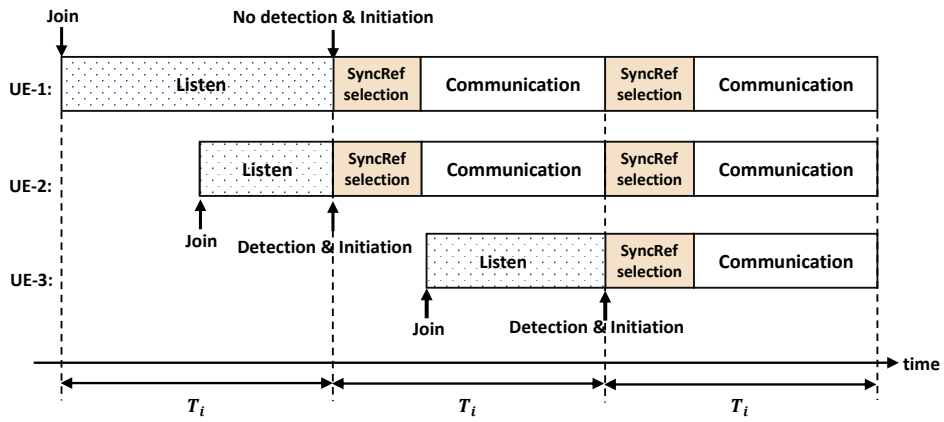 Join
No detection & Initiation
UE-1:
Listen
SyncRef
selection
Communication
SyncRef
selection
Communication
UE-2:
Listen
SyncRef
selection
Communication
SyncRef
selection
Communication
Join
Detection & Initiation
UE-3:
Listen
SyncRef
selection
Communication
Join
Detection & Initiation
time
T_i
T_i
T_i